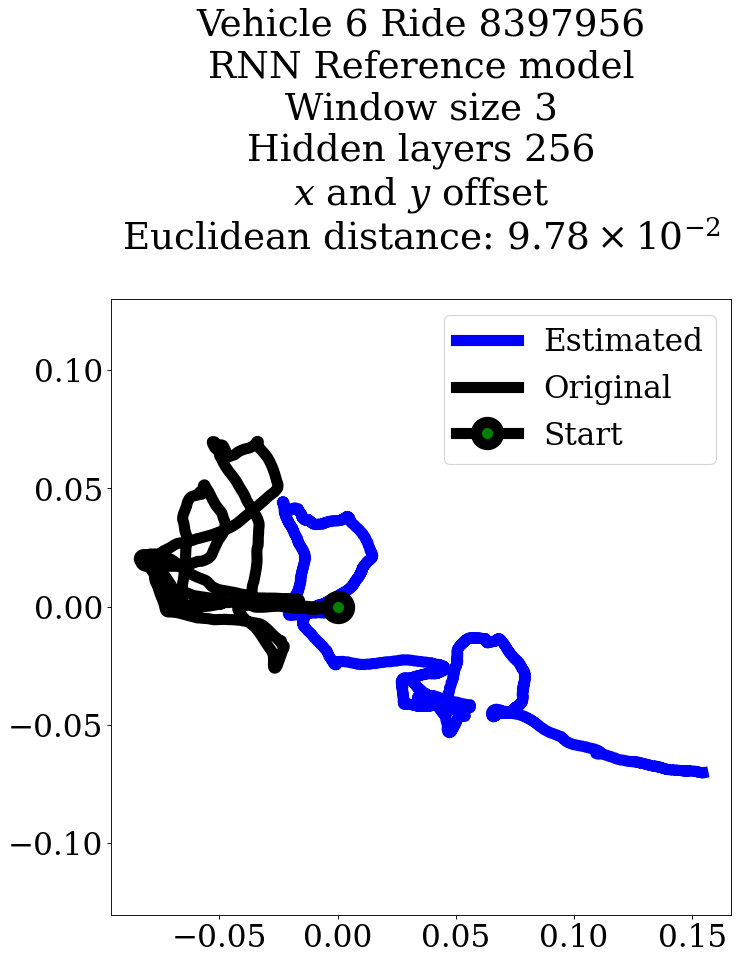 Vehicle 6 Ride 8397956
RNN Reference model
Window size 3
Hidden layers 256
x and y offset
Euclidean distance: 9.78 × 10⁻²
Estimated
Original
Start
0.10
0.05
0.00
−0.05
−0.10
−0.05 0.00 0.05 0.10 0.15